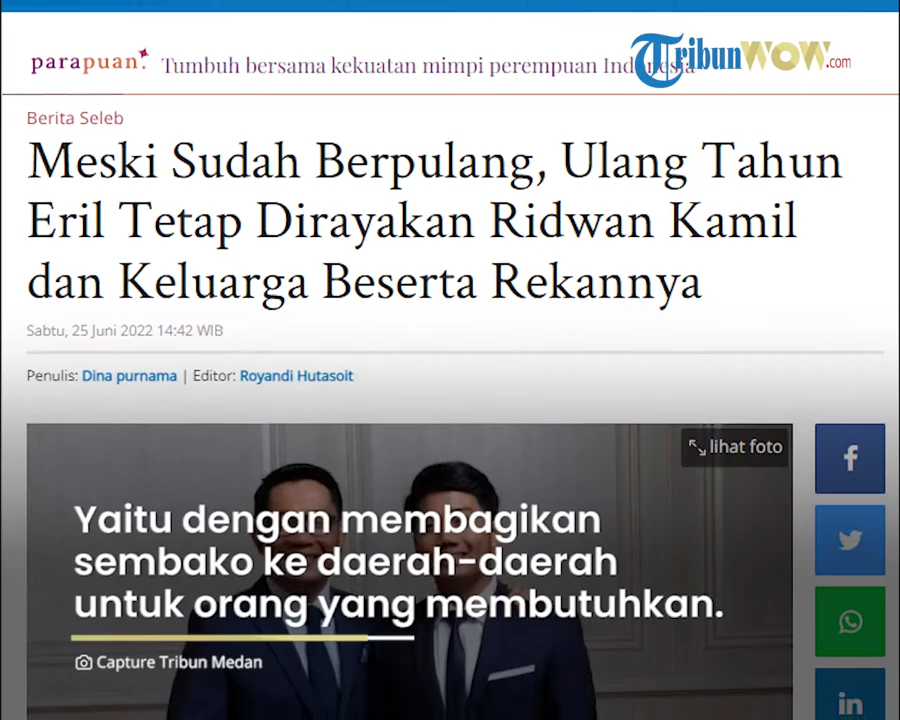 parapuan.
Tumbuh bersama kekuatan mimpi perempuan Indonesia
TribunWOW.com
Berita Seleb
Meski Sudah Berpulang, Ulang Tahun
Eril Tetap Dirayakan Ridwan Kamil
dan Keluarga Beserta Rekannya
Sabtu, 25 Juni 2022 14:42 WIB
Penulis: Dina purnama | Editor: Royandi Hutasoit
lihat foto
Yaitu dengan membagikan
sembako ke daerah-daerah
untuk orang yang membutuhkan.
Capture Tribun Medan
f
in